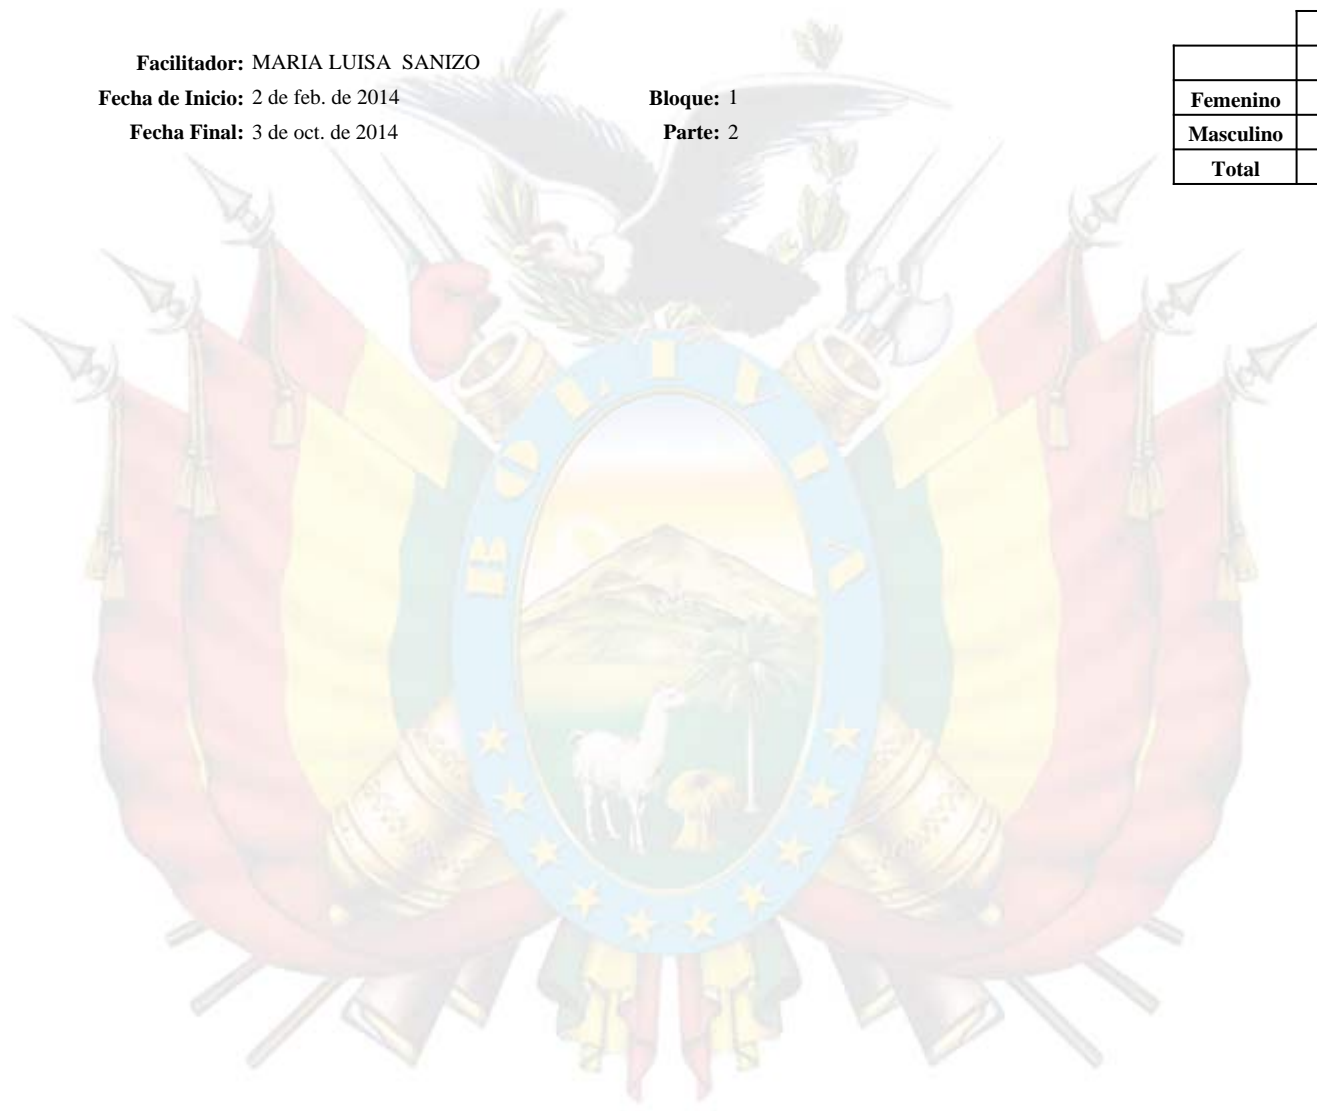 Facilitador: MARIA LUISA SANIZO
Fecha de Inicio: 2 de feb. de 2014 Bloque: 1
Fecha Final: 3 de oct. de 2014 Parte: 2
Femenino
Masculino
Total
BOLIVIA